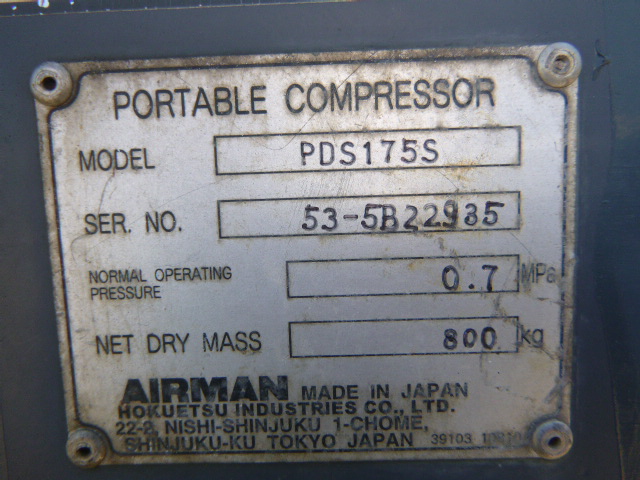 PORTABLE COMPRESSOR
MODEL PDS175S
SER. NO. 53-5B22935
NORMAL OPERATING PRESSURE 0.7 MPa
NET DRY MASS 800 kg
AIRMAN MADE IN JAPAN
HOKUETSU INDUSTRIES CO., LTD.
22-2, NISHI-SHINJUKU 1-CHOME,
SHINJUKU-KU TOKYO JAPAN 39103